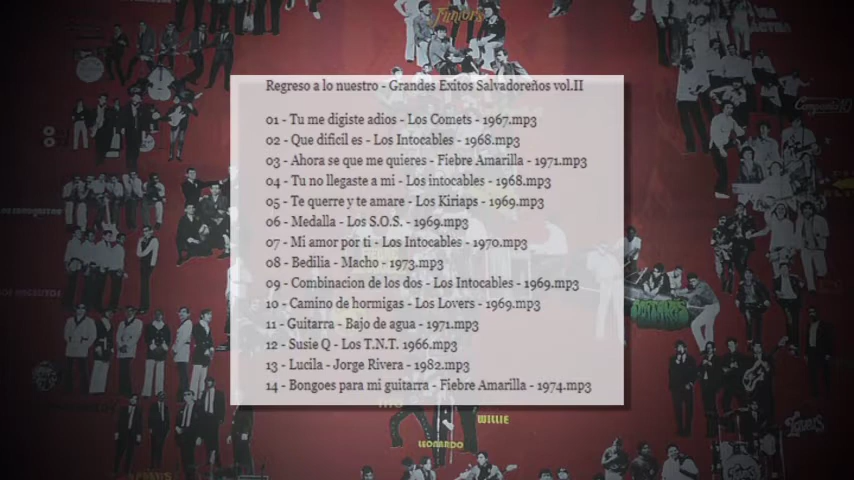 Juniors
Regreso a lo nuestro - Grandes Exitos Salvadoreños vol.II
01 - Tu me digiste adios - Los Comets - 1967.mp3
02 - Que dificil es - Los Intocables - 1968.mp3
03 - Ahora se que me quieres - Fiebre Amarilla - 1971.mp3
04 - Tu no llegaste a mi - Los intocables - 1968.mp3
05 - Te querre y te amare - Los Kiriaps - 1969.mp3
06 - Medalla - Los S.O.S. - 1969.mp3
07 - Mi amor por ti - Los Intocables - 1970.mp3
08 - Bedilia - Macho - 1973.mp3
09 - Combinacion de los dos - Los Intocables - 1969.mp3
10 - Camino de hormigas - Los Lovers - 1969.mp3
11 - Guitarra - Bajo de agua - 1971.mp3
12 - Susie Q - Los T.N.T. 1966.mp3
13 - Lucila - Jorge Rivera - 1982.mp3
14 - Bongoes para mi guitarra - Fiebre Amarilla - 1974.mp3
WILLIE
LEONARDO